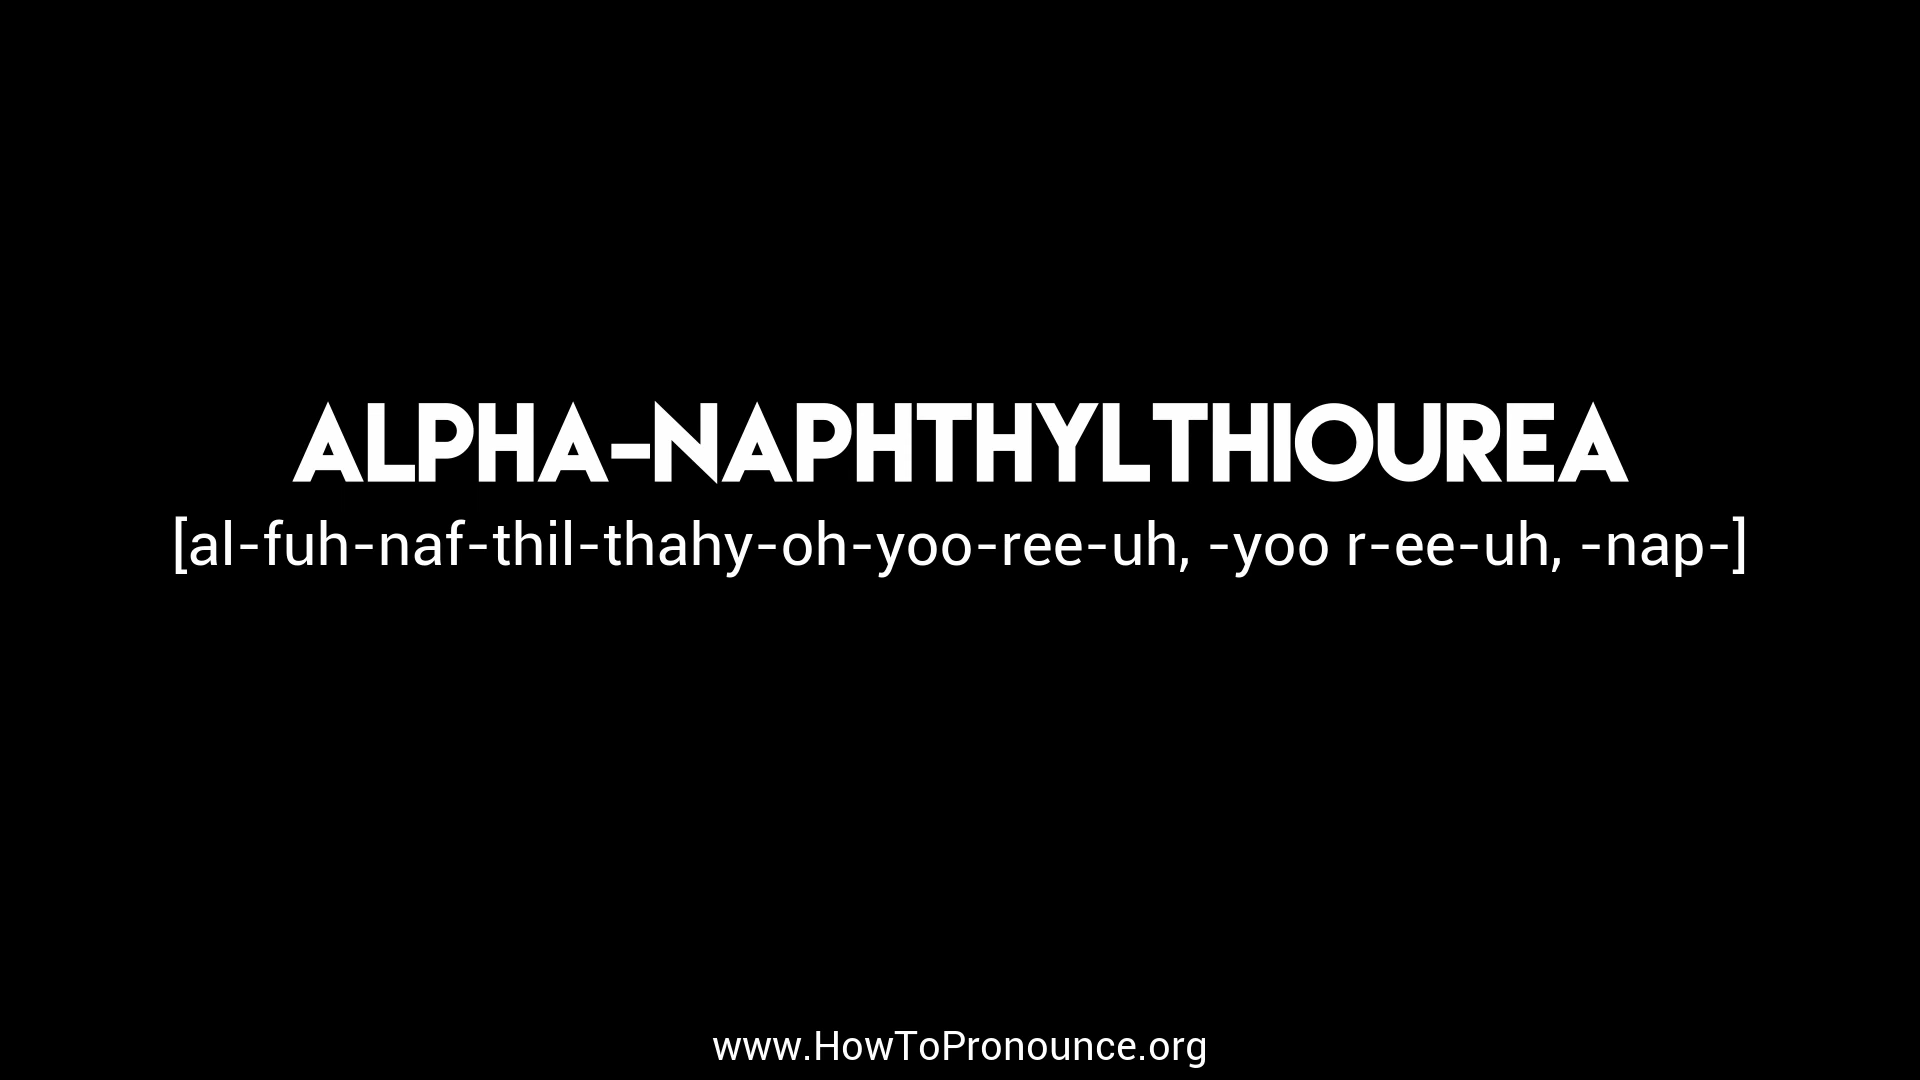 ALPHA-NAPHTHYLTHIOUREA
[al-fuh-naf-thil-thahy-oh-yoo-ree-uh, -yoo r-ee-uh, -nap-]
www.HowToPronounce.org